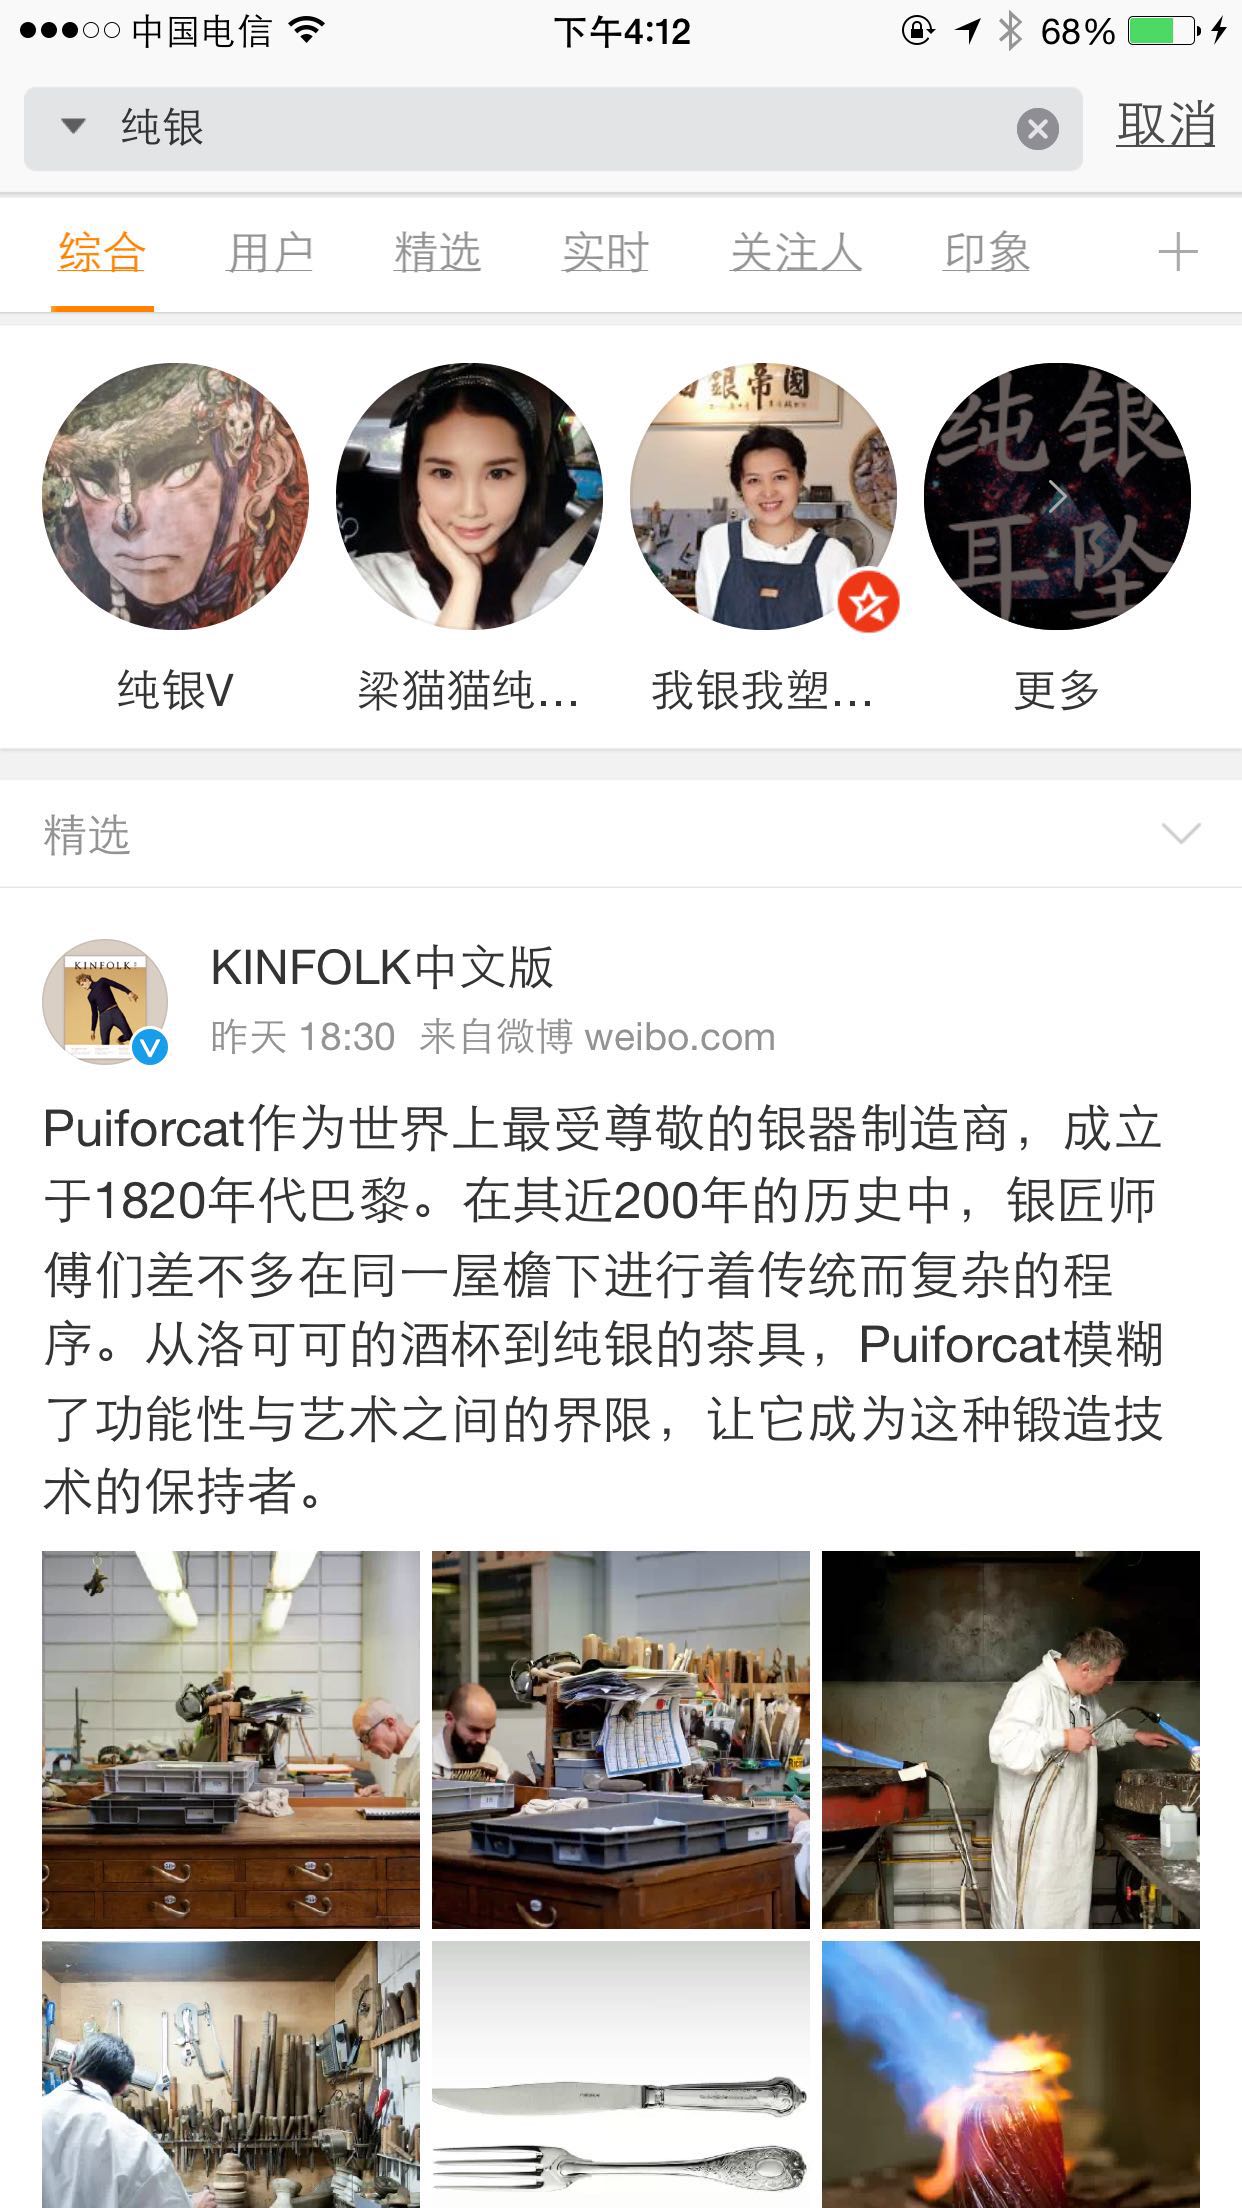 中国电信
下午4:12
68%
纯银
取消
综合
用户
精选
实时
关注人
印象
銀帝國
纯银
耳坠
纯银V
梁猫猫纯...
我银我塑...
更多
精选
KINFOLK
KINFOLK中文版
昨天 18:30 来自微博 weibo.com
Puiforcat作为世界上最受尊敬的银器制造商，成立
于1820年代巴黎。在其近200年的历史中，银匠师
傅们差不多在同一屋檐下进行着传统而复杂的程
序。从洛可可的酒杯到纯银的茶具，Puiforcat模糊
了功能性与艺术之间的界限，让它成为这种锻造技
术的保持者。